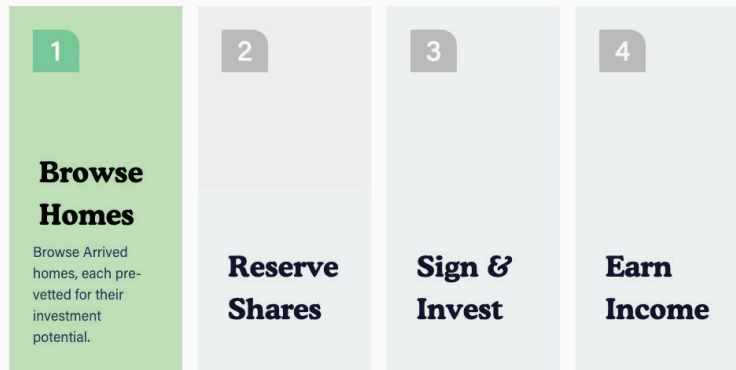 1
Browse
Homes
Browse Arrived
homes, each pre-
vetted for their
investment
potential.
2
Reserve
Shares
3
Sign &
Invest
4
Earn
Income